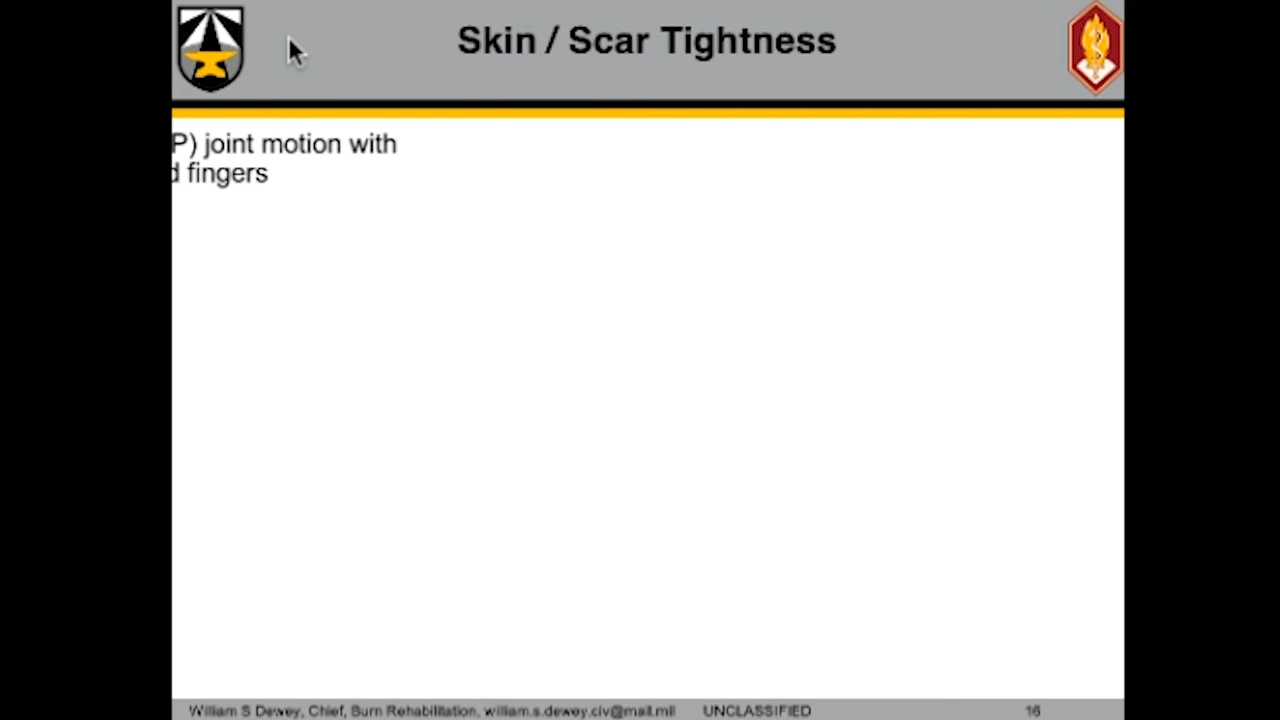 Skin / Scar Tightness
P) joint motion with
d fingers
William S Dewey, Chief, Burn Rehabilitation, william.s.dewey.civ@mail.mil UNCLASSIFIED 16